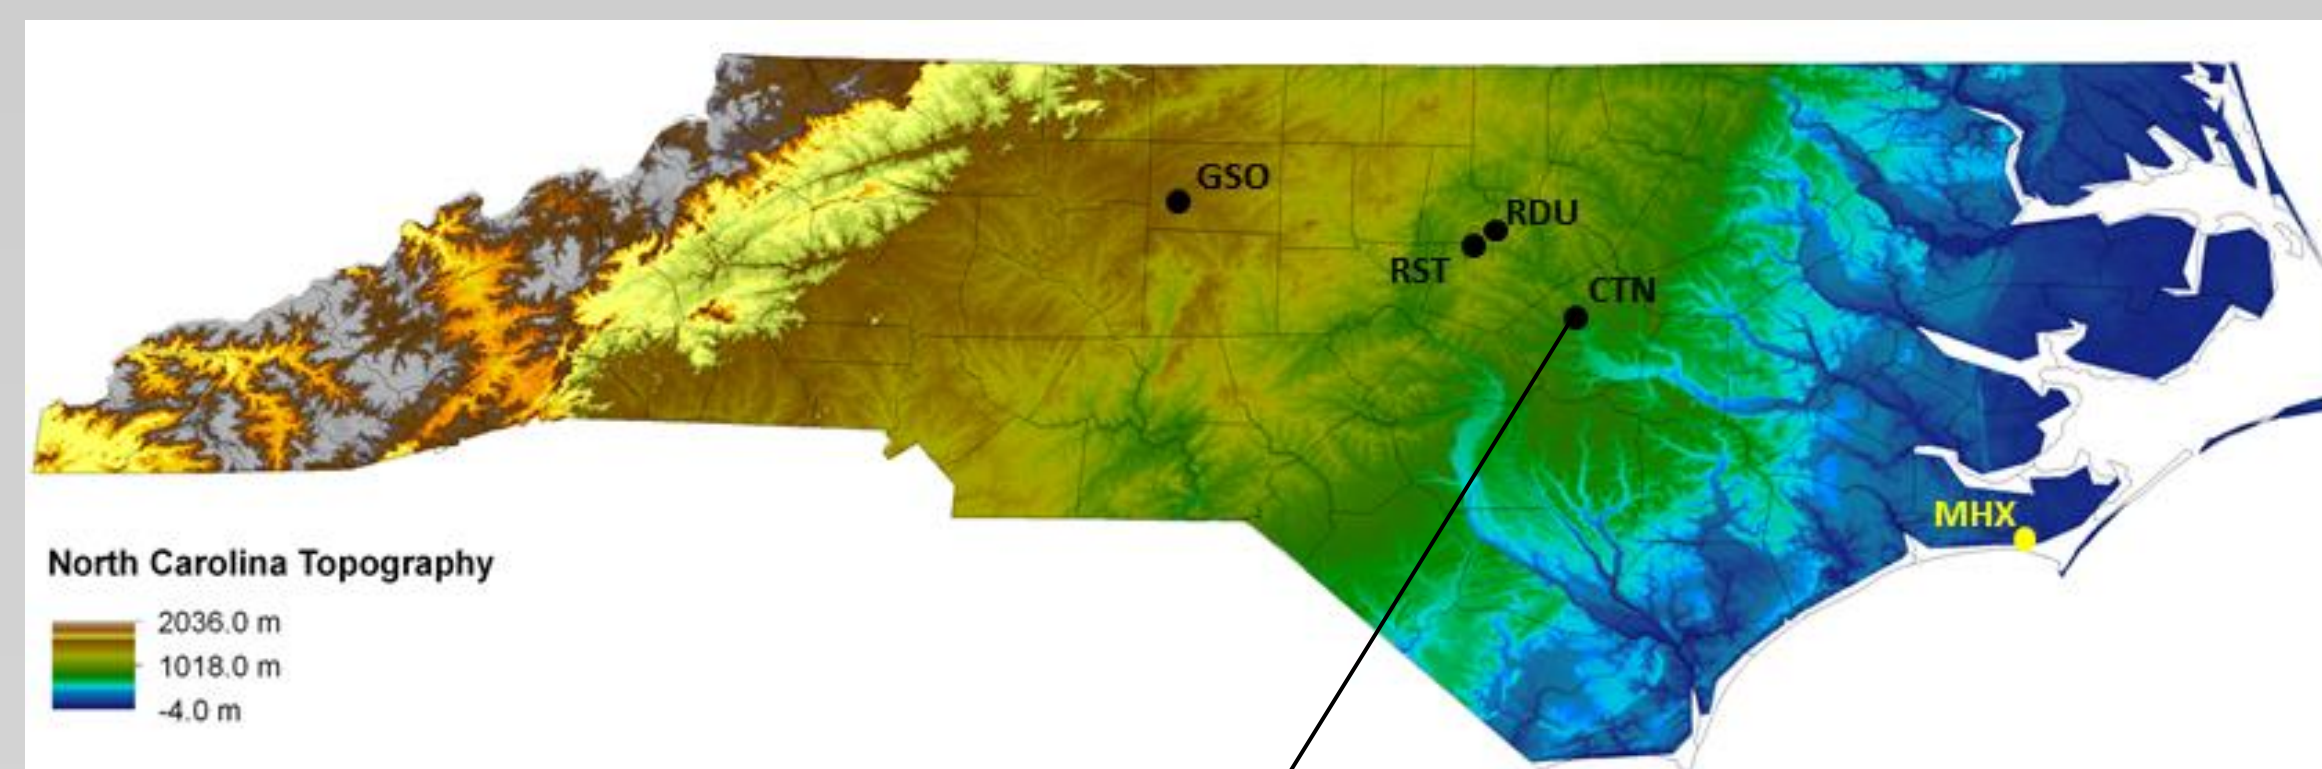 GSO
RDU
RST
CTN
MHX
North Carolina Topography
2036.0 m
1018.0 m
-4.0 m